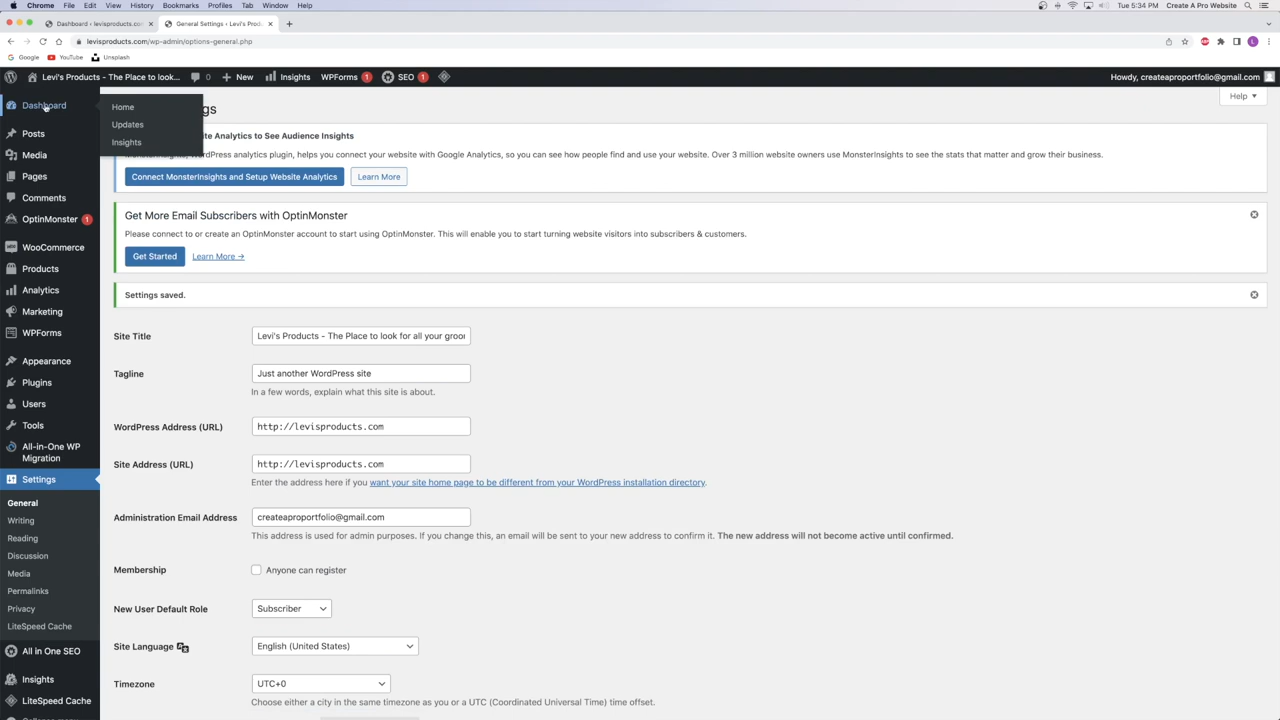 Chrome File Edit View History Bookmarks Profiles Tab Window Help Tue 5:34 PM Create A Pro Website
Dashboard ‹ levisproducts.co General Settings ‹ Levi's Produ
levisproducts.com/wp-admin/options-general.php
Google YouTube Unsplash
Levi's Products - The Place to look... 0 New Insights WPForms 1 SEO 1 Howdy, createaproportfolio@gmail.com
Help
Dashboard
Posts
Media
Pages
Comments
OptinMonster 1
WooCommerce
Products
Analytics
Marketing
WPForms
Appearance
Plugins
Users
Tools
All-in-One WP
Migration
Settings
General
Writing
Reading
Discussion
Media
Permalinks
Privacy
LiteSpeed Cache
All in One SEO
Insights
LiteSpeed Cache
Home
Updates
Insights
gs
te Analytics to See Audience Insights
WordPress analytics plugin, helps you connect your website with Google Analytics, so you can see how people find and use your website. Over 3 million website owners use MonsterInsights to see the stats that matter and grow their business.
Connect MonsterInsights and Setup Website Analytics Learn More
Get More Email Subscribers with OptinMonster
Please connect to or create an OptinMonster account to start using OptinMonster. This will enable you to start turning website visitors into subscribers & customers.
Get Started Learn More →
Settings saved.
Site Title Levi's Products - The Place to look for all your groo
Tagline Just another WordPress site
In a few words, explain what this site is about.
WordPress Address (URL) http://levisproducts.com
Site Address (URL) http://levisproducts.com
Enter the address here if you want your site home page to be different from your WordPress installation directory.
Administration Email Address createaproportfolio@gmail.com
This address is used for admin purposes. If you change this, an email will be sent to your new address to confirm it. The new address will not become active until confirmed.
Membership Anyone can register
New User Default Role Subscriber
Site Language English (United States)
Timezone UTC+0
Choose either a city in the same timezone as you or a UTC (Coordinated Universal Time) time offset.